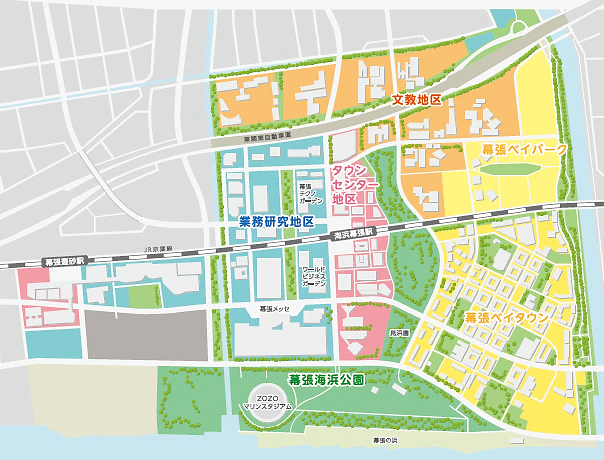 文教地区
東関東自動車道
幕張ベイパーク
タウン
センター
地区
幕張
テクノ
ガーデン
業務研究地区
海浜幕張駅
JR京葉線
幕張豊砂駅
ワールド
ビジネス
ガーデン
幕張メッセ
見浜園
幕張ベイタウン
幕張海浜公園
ZOZO
マリンスタジアム
幕張の浜